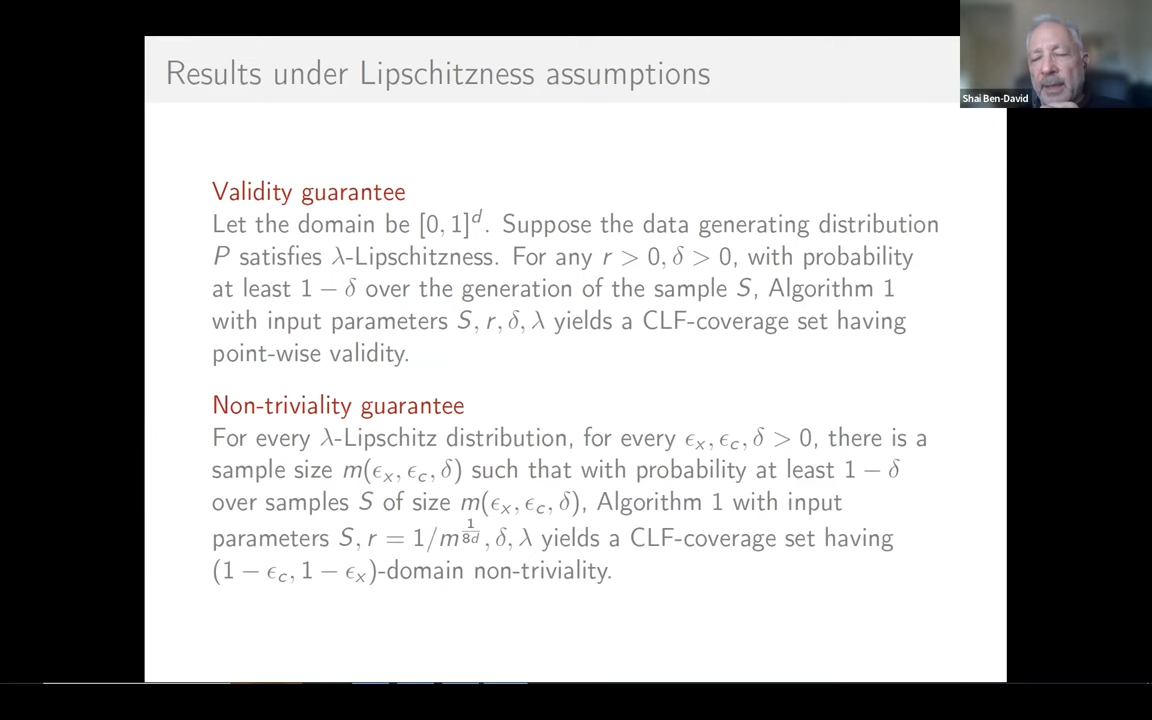 Results under Lipschitzness assumptions
Shai Ben-David
Validity guarantee
Let the domain be [0, 1]^d. Suppose the data generating distribution
P satisfies λ-Lipschitzness. For any r > 0, δ > 0, with probability
at least 1 − δ over the generation of the sample S, Algorithm 1
with input parameters S, r, δ, λ yields a CLF-coverage set having
point-wise validity.
Non-triviality guarantee
For every λ-Lipschitz distribution, for every ϵ_x, ϵ_c, δ > 0, there is a
sample size m(ϵ_x, ϵ_c, δ) such that with probability at least 1 − δ
over samples S of size m(ϵ_x, ϵ_c, δ), Algorithm 1 with input
parameters S, r = 1/m^{1/8d}, δ, λ yields a CLF-coverage set having
(1 − ϵ_c, 1 − ϵ_x)-domain non-triviality.